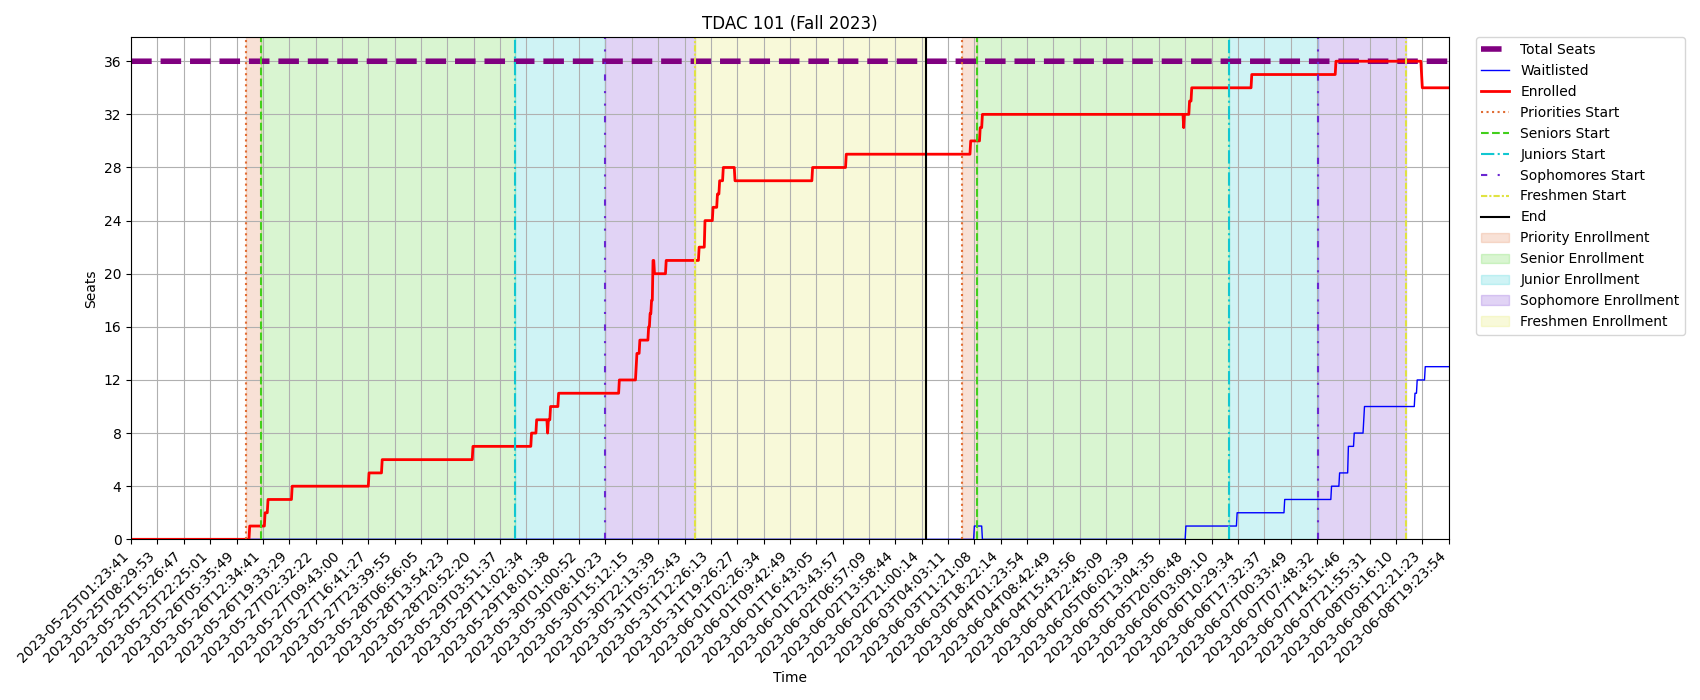 TDAC 101 (Fall 2023)
Seats
36
32
28
24
20
16
12
8
4
0
2023-05-25T01:23:41
2023-05-25T08:29:53
2023-05-25T15:26:47
2023-05-25T22:25:01
2023-05-26T05:35:49
2023-05-26T12:34:41
2023-05-26T19:33:29
2023-05-27T02:32:22
2023-05-27T09:43:00
2023-05-27T16:41:27
2023-05-27T23:39:55
2023-05-28T06:56:05
2023-05-28T13:54:23
2023-05-28T20:52:20
2023-05-29T03:51:37
2023-05-29T11:02:34
2023-05-29T18:01:38
2023-05-30T01:00:52
2023-05-30T08:10:23
2023-05-30T15:12:15
2023-05-30T22:13:39
2023-05-31T05:25:43
2023-05-31T12:26:13
2023-05-31T19:26:27
2023-06-01T02:26:34
2023-06-01T09:42:49
2023-06-01T16:43:05
2023-06-01T23:43:57
2023-06-02T06:57:09
2023-06-02T13:58:44
2023-06-02T21:00:14
2023-06-03T04:03:11
2023-06-03T11:21:08
2023-06-03T18:22:14
2023-06-04T01:23:54
2023-06-04T08:42:49
2023-06-04T15:43:56
2023-06-04T22:45:09
2023-06-05T06:02:39
2023-06-05T13:04:35
2023-06-05T20:06:48
2023-06-06T03:09:10
2023-06-06T10:29:34
2023-06-06T17:32:37
2023-06-07T00:33:49
2023-06-07T07:48:32
2023-06-07T14:51:46
2023-06-07T21:55:31
2023-06-08T05:16:10
2023-06-08T12:21:23
2023-06-08T19:23:54
Time
Total Seats
Waitlisted
Enrolled
Priorities Start
Seniors Start
Juniors Start
Sophomores Start
Freshmen Start
End
Priority Enrollment
Senior Enrollment
Junior Enrollment
Sophomore Enrollment
Freshmen Enrollment